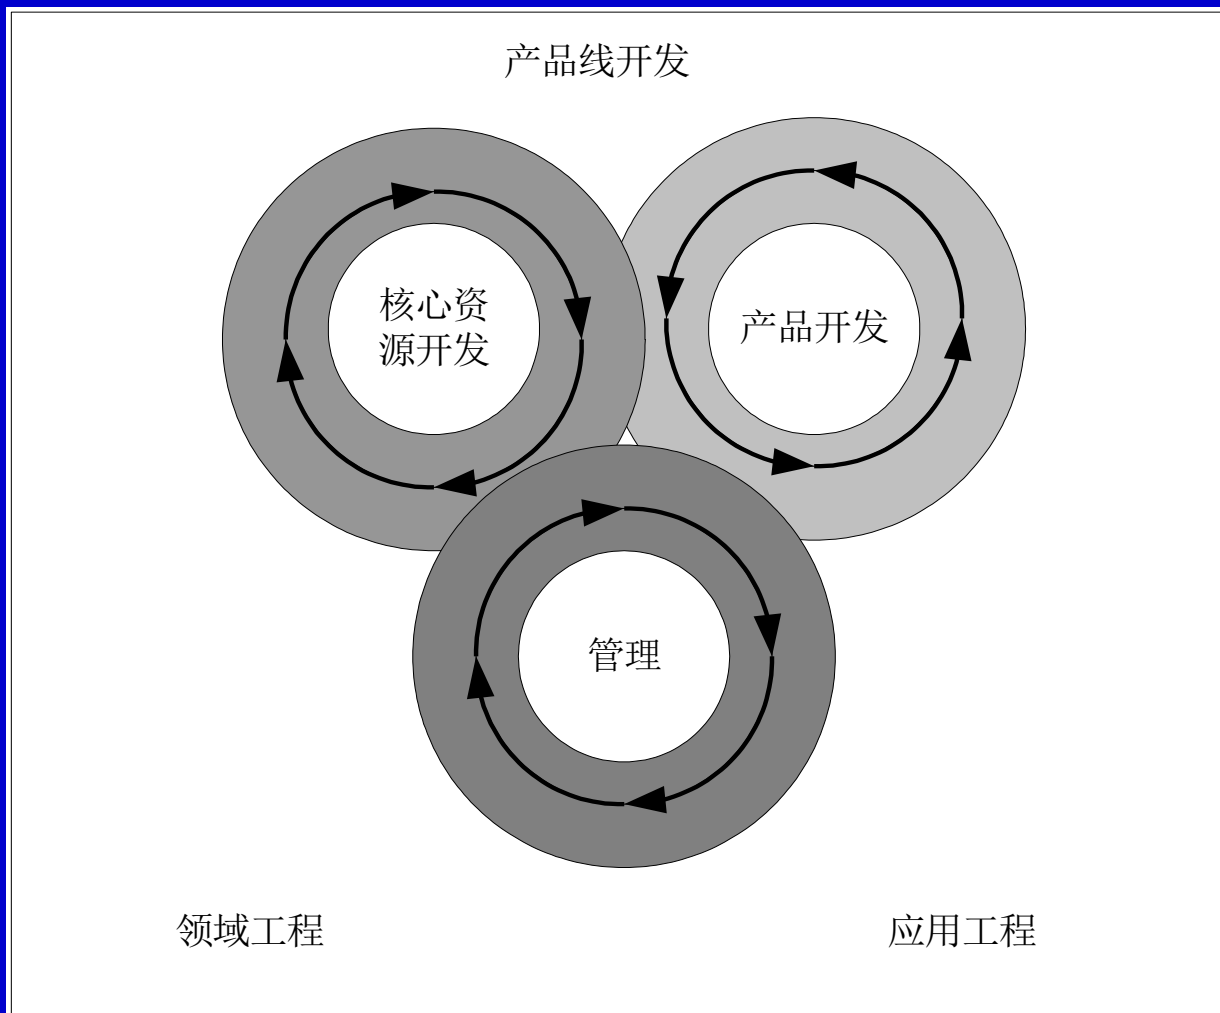 产品线开发
核心资
源开发
产品开发
管理
领域工程
应用工程